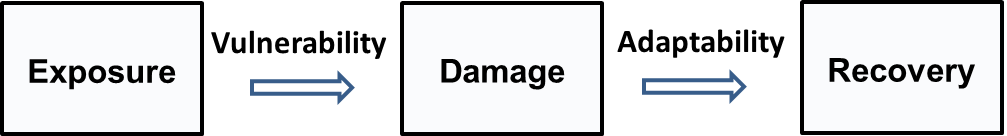 Exposure
Vulnerability
Damage
Adaptability
Recovery